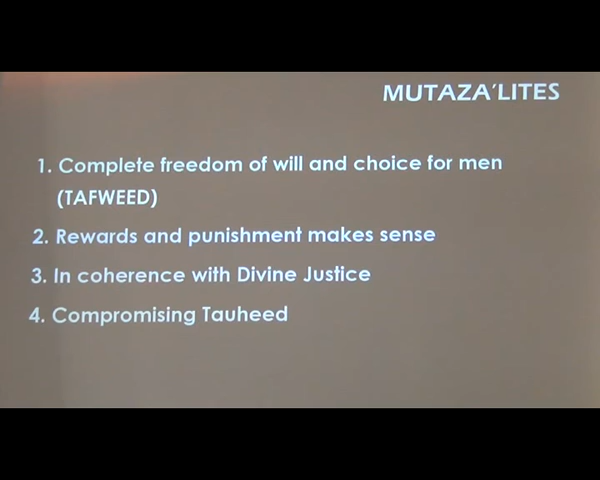 MUTAZA'LITES
1. Complete freedom of will and choice for men
(TAFWEED)
2. Rewards and punishment makes sense
3. In coherence with Divine Justice
4. Compromising Tauheed